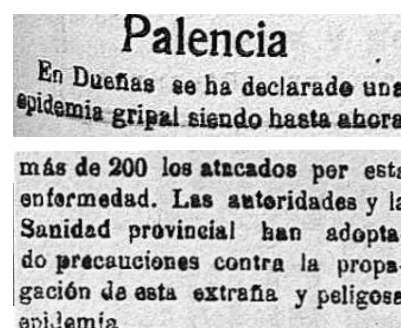 Palencia
En Dueñas se ha declarado una
epidemia gripal siendo hasta ahora
más de 200 los atacados por esta
enfermedad. Las autoridades y la
Sanidad provincial han adopta-
do precauciones contra la propa-
gación de esta extraña y peligosa
epidemia